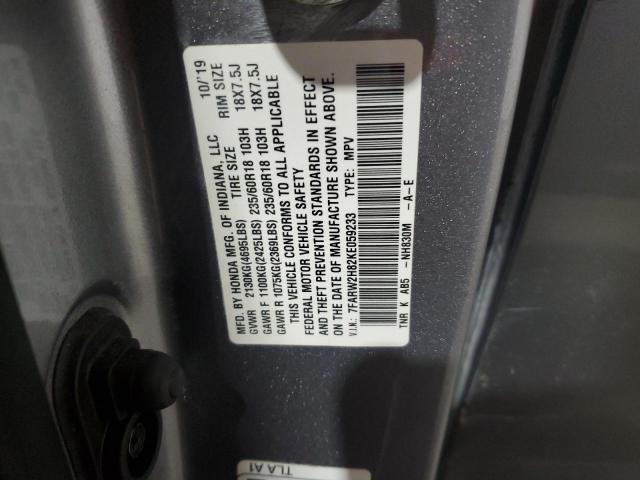 MFD. BY HONDA MFG. OF INDIANA, LLC 10/'19
GVWR 2130KG(4695LBS) TIRE SIZE RIM SIZE
GAWR F 1100KG(2425LBS) 235/60R18 103H 18X7.5J
GAWR R 1075KG(2369LBS) 235/60R18 103H 18X7.5J
THIS VEHICLE CONFORMS TO ALL APPLICABLE
FEDERAL MOTOR VEHICLE SAFETY
AND THEFT PREVENTION STANDARDS IN EFFECT
ON THE DATE OF MANUFACTURE SHOWN ABOVE.
V.I.N.: 7FARW2H82KE059233 TYPE: MPV
TNR K AB5 -NH830M -A-E
TLA A1